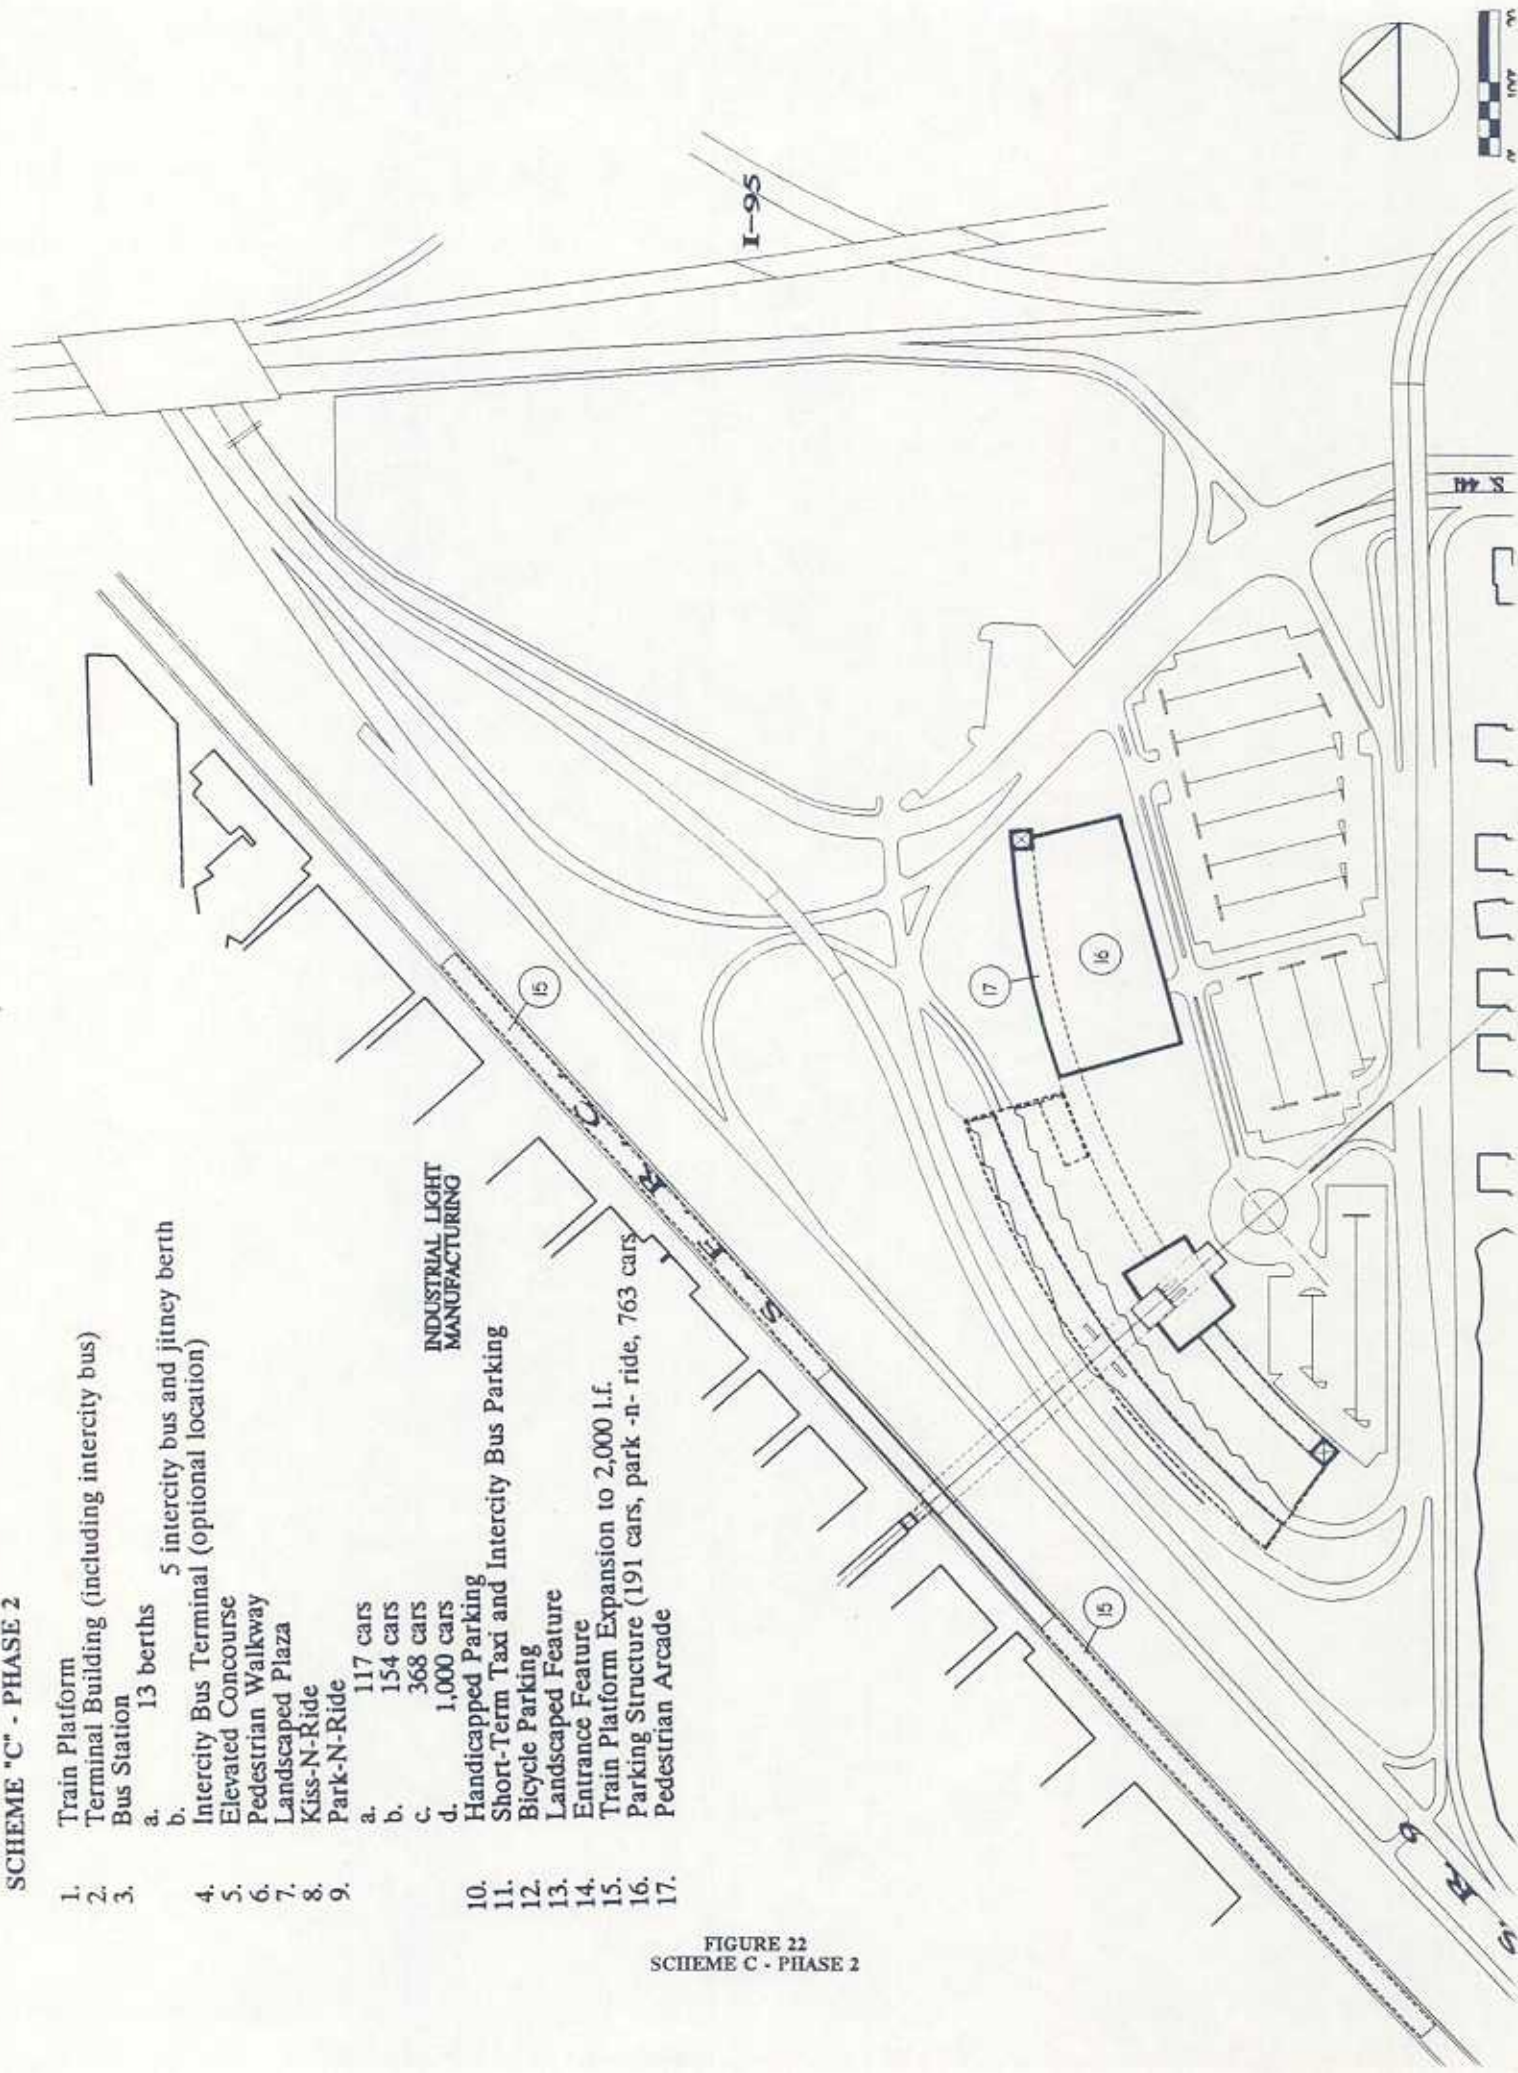 SCHEME "C" - PHASE 2
1. Train Platform
2. Terminal Building (including intercity bus)
3. Bus Station
a. 13 berths
b. 5 intercity bus and jitney berth
4. Intercity Bus Terminal (optional location)
5. Elevated Concourse
6. Pedestrian Walkway
7. Landscaped Plaza
8. Kiss-N-Ride
9. Park-N-Ride
a. 117 cars
b. 154 cars
c. 368 cars
d. 1,000 cars
10. Handicapped Parking
11. Short-Term Taxi and Intercity Bus Parking
12. Bicycle Parking
13. Landscaped Feature
14. Entrance Feature
15. Train Platform Expansion to 2,000 l.f.
16. Parking Structure (191 cars, park -n- ride, 763 cars
17. Pedestrian Arcade
INDUSTRIAL LIGHT
MANUFACTURING
I-95
15
S F R C
17
16
15
S. R. 9
FIGURE 22
SCHEME C - PHASE 2